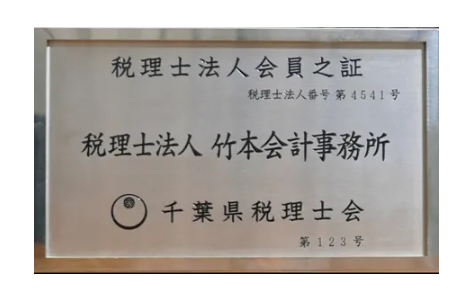 税理士法人会員之証
税理士法人番号 第4541号
税理士法人 竹本会計事務所
千葉県税理士会
第123号